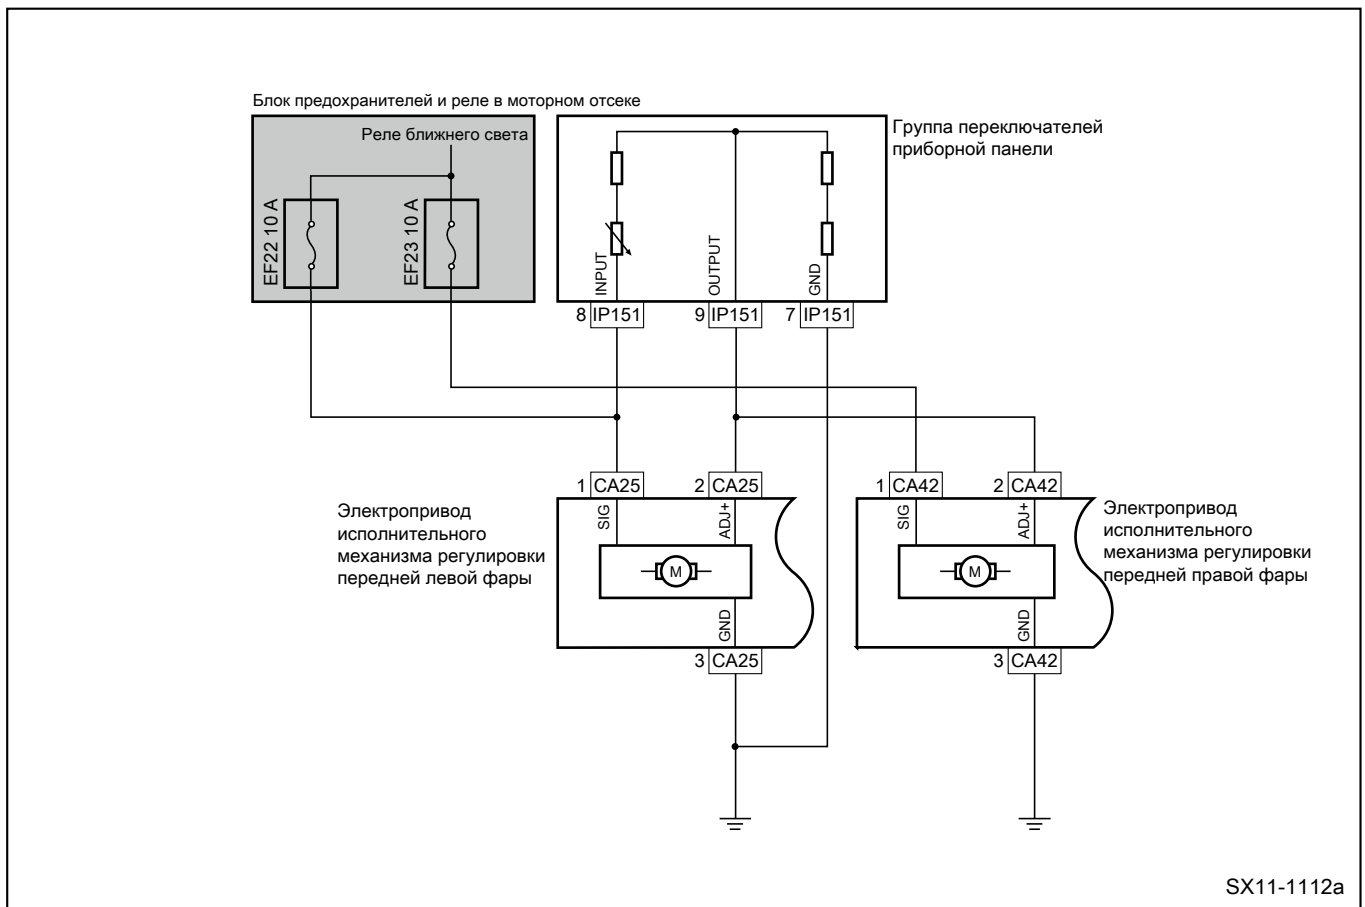 Блок предохранителей и реле в моторном отсеке
Реле ближнего света
EF22 10 A
EF23 10 A
Группа переключателей
приборной панели
INPUT
OUTPUT
GND
8 IP151
9 IP151
7 IP151
1 CA25
2 CA25
1 CA42
2 CA42
Электропривод
исполнительного
механизма регулировки
передней левой фары
SIG
ADJ+
M
GND
3 CA25
SIG
ADJ+
M
GND
3 CA42
Электропривод
исполнительного
механизма регулировки
передней правой фары
SX11-1112a